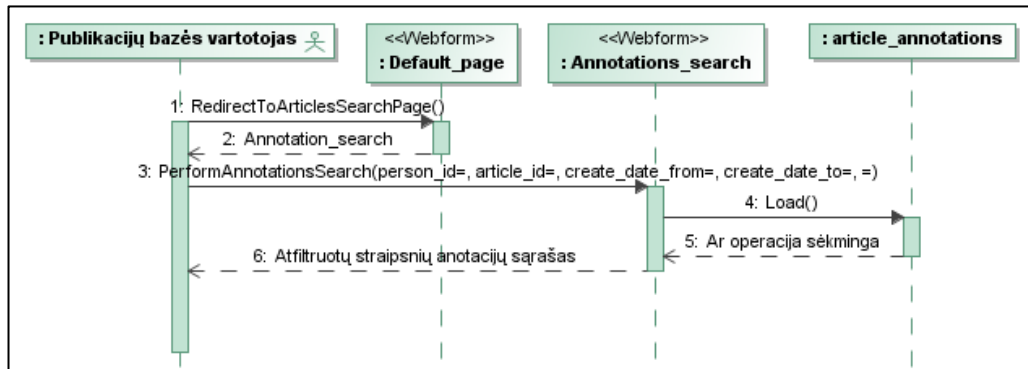 : Publikacijų bazės vartotojas
<<Webform>>
: Default_page
<<Webform>>
: Annotations_search
: article_annotations
1: RedirectToArticlesSearchPage()
2: Annotation_search
3: PerformAnnotationsSearch(person_id=, article_id=, create_date_from=, create_date_to=, =)
4: Load()
5: Ar operacija sėkminga
6: Atfiltruotų straipsnių anotacijų sąrašas